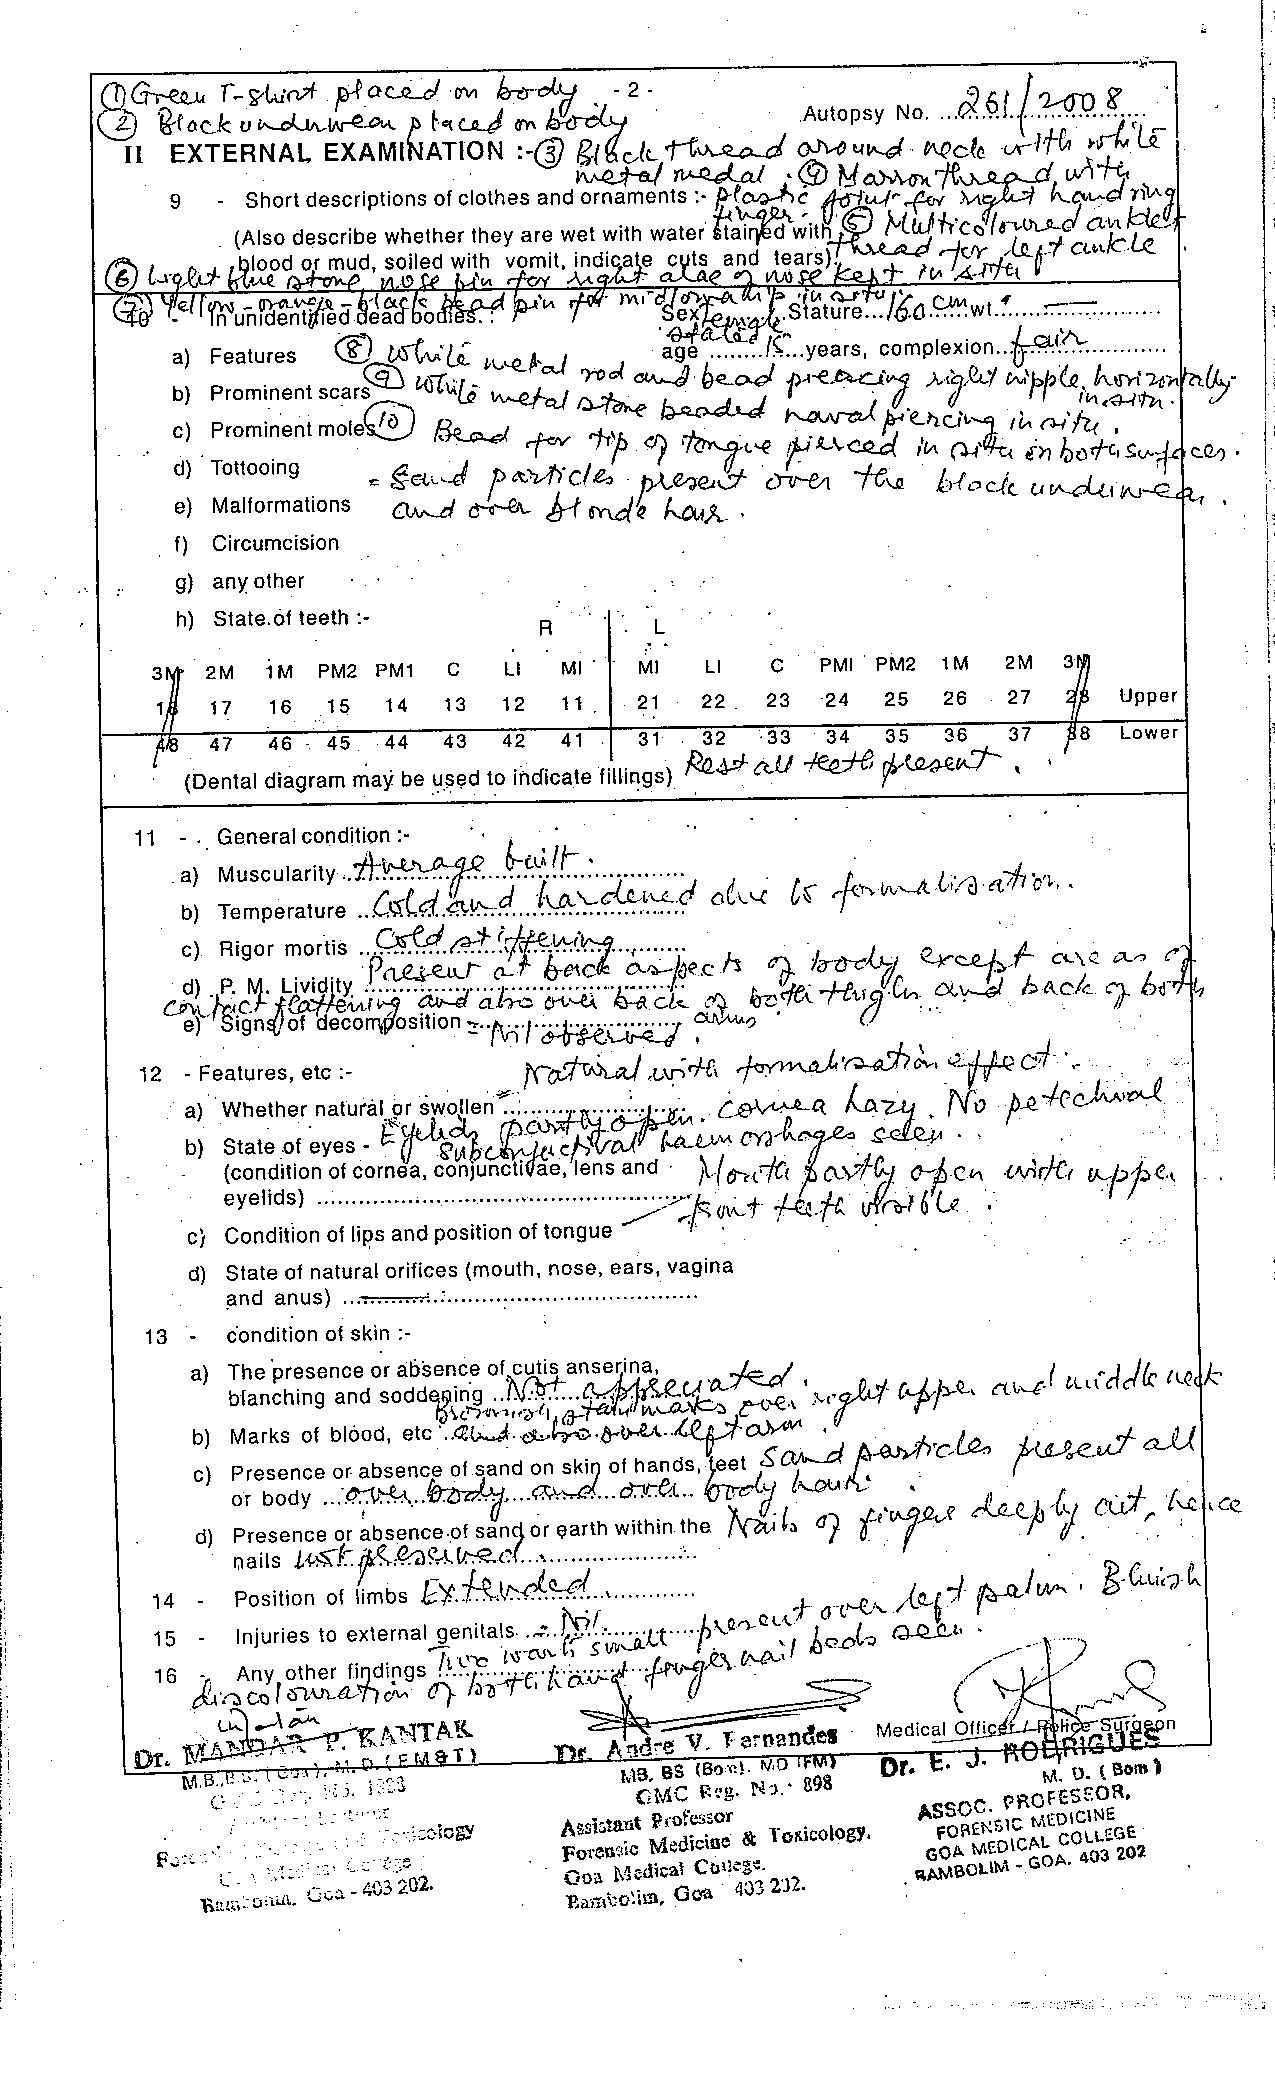 ① Green T-shirt placed on body - 2 -
Autopsy No. 261/2008
② Black underwear placed on body
II EXTERNAL EXAMINATION :- ③ Black thread around neck with white
metal medal. ④ Marron thread with
9 - Short descriptions of clothes and ornaments :- plastic joint for right hand ring
finger. ⑤ Multicoloured anklet
(Also describe whether they are wet with water stained with
thread for left ankle
blood or mud, soiled with vomit, indicate cuts and tears)
⑥ Light blue stone nose pin for right alae of nose kept in situ
⑦ Yellow-orange-black bead pin for in situ
10 - In unidentified dead bodies. : Sex female Stature...160 cm wt.
stated
a) Features age ...15... years, complexion..fair
⑧ White metal rod and bead piercing right nipple, horizontally
in situ.
b) Prominent scars ⑨ White metal stone beaded naval piercing in situ.
c) Prominent moles ⑩ Bead for tip of tongue pierced in situ in both surfaces.
d) Tottooing = Sand particles present over the black underwear,
e) Malformations and over blonde hair.
f) Circumcision
g) any other
h) State of teeth :-
R L
3M 2M 1M PM2 PM1 C LI MI MI LI C PMI PM2 1M 2M 3M
18 17 16 15 14 13 12 11 21 22 23 24 25 26 27 28 Upper
48 47 46 45 44 43 42 41 31 32 33 34 35 36 37 38 Lower
(Dental diagram may be used to indicate fillings) Rest all teeth present.
11 - General condition :-
a) Muscularity Average built.
b) Temperature Cold and hardened due to formalisation.
c) Rigor mortis Cold stiffening
d) P. M. Lividity Present at back aspects of body except areas of
contact flattening and also over back of both thighs and back of both
arms
e) Signs of decomposition = Nil observed.
12 - Features, etc :-
a) Whether natural or swollen = Natural with formalisation effect.
b) State of eyes - Eyelids partly open. Cornea hazy. No petechial
subconjuctival haemorrhages seen.
(condition of cornea, conjunctivae, lens and
eyelids)
c) Condition of lips and position of tongue Mouth partly open with upper
front teeth visible.
d) State of natural orifices (mouth, nose, ears, vagina
and anus)
13 - condition of skin :-
a) The presence or absence of cutis anserina,
blanching and soddening Not appreciated.
b) Marks of blood, etc Brownish stain marks over right upper and middle neck
and also over left arm.
c) Presence or absence of sand on skin of hands, feet Sand particles present all
or body over body and over body hair.
d) Presence or absence of sand or earth within the Nails of fingers deeply cut, hence
nails not preserved
14 - Position of limbs Extended
15 - Injuries to external genitals = Nil.
16 - Any other findings Two warts small present over left palm. Bluish
discolouration of both hand finger nail beds seen.
Medical Officer / Police Surgeon
Dr. MANDAR P. KANTAK
M.B.,B.S. (Goa), M.D. (FM&T)
Goa Medical College
Bambolim, Goa - 403 202.
Dr. Andre V. Fernandes
MB, BS (Bom). MD (FM)
GMC Reg. No. 898
Assistant Professor
Forensic Medicine & Toxicology.
Goa Medical College.
Bambolim, Goa 403 202.
Dr. E. J. RODRIGUES
M. D. (Bom)
ASSOC. PROFESSOR,
FORENSIC MEDICINE
GOA MEDICAL COLLEGE
BAMBOLIM - GOA. 403 202